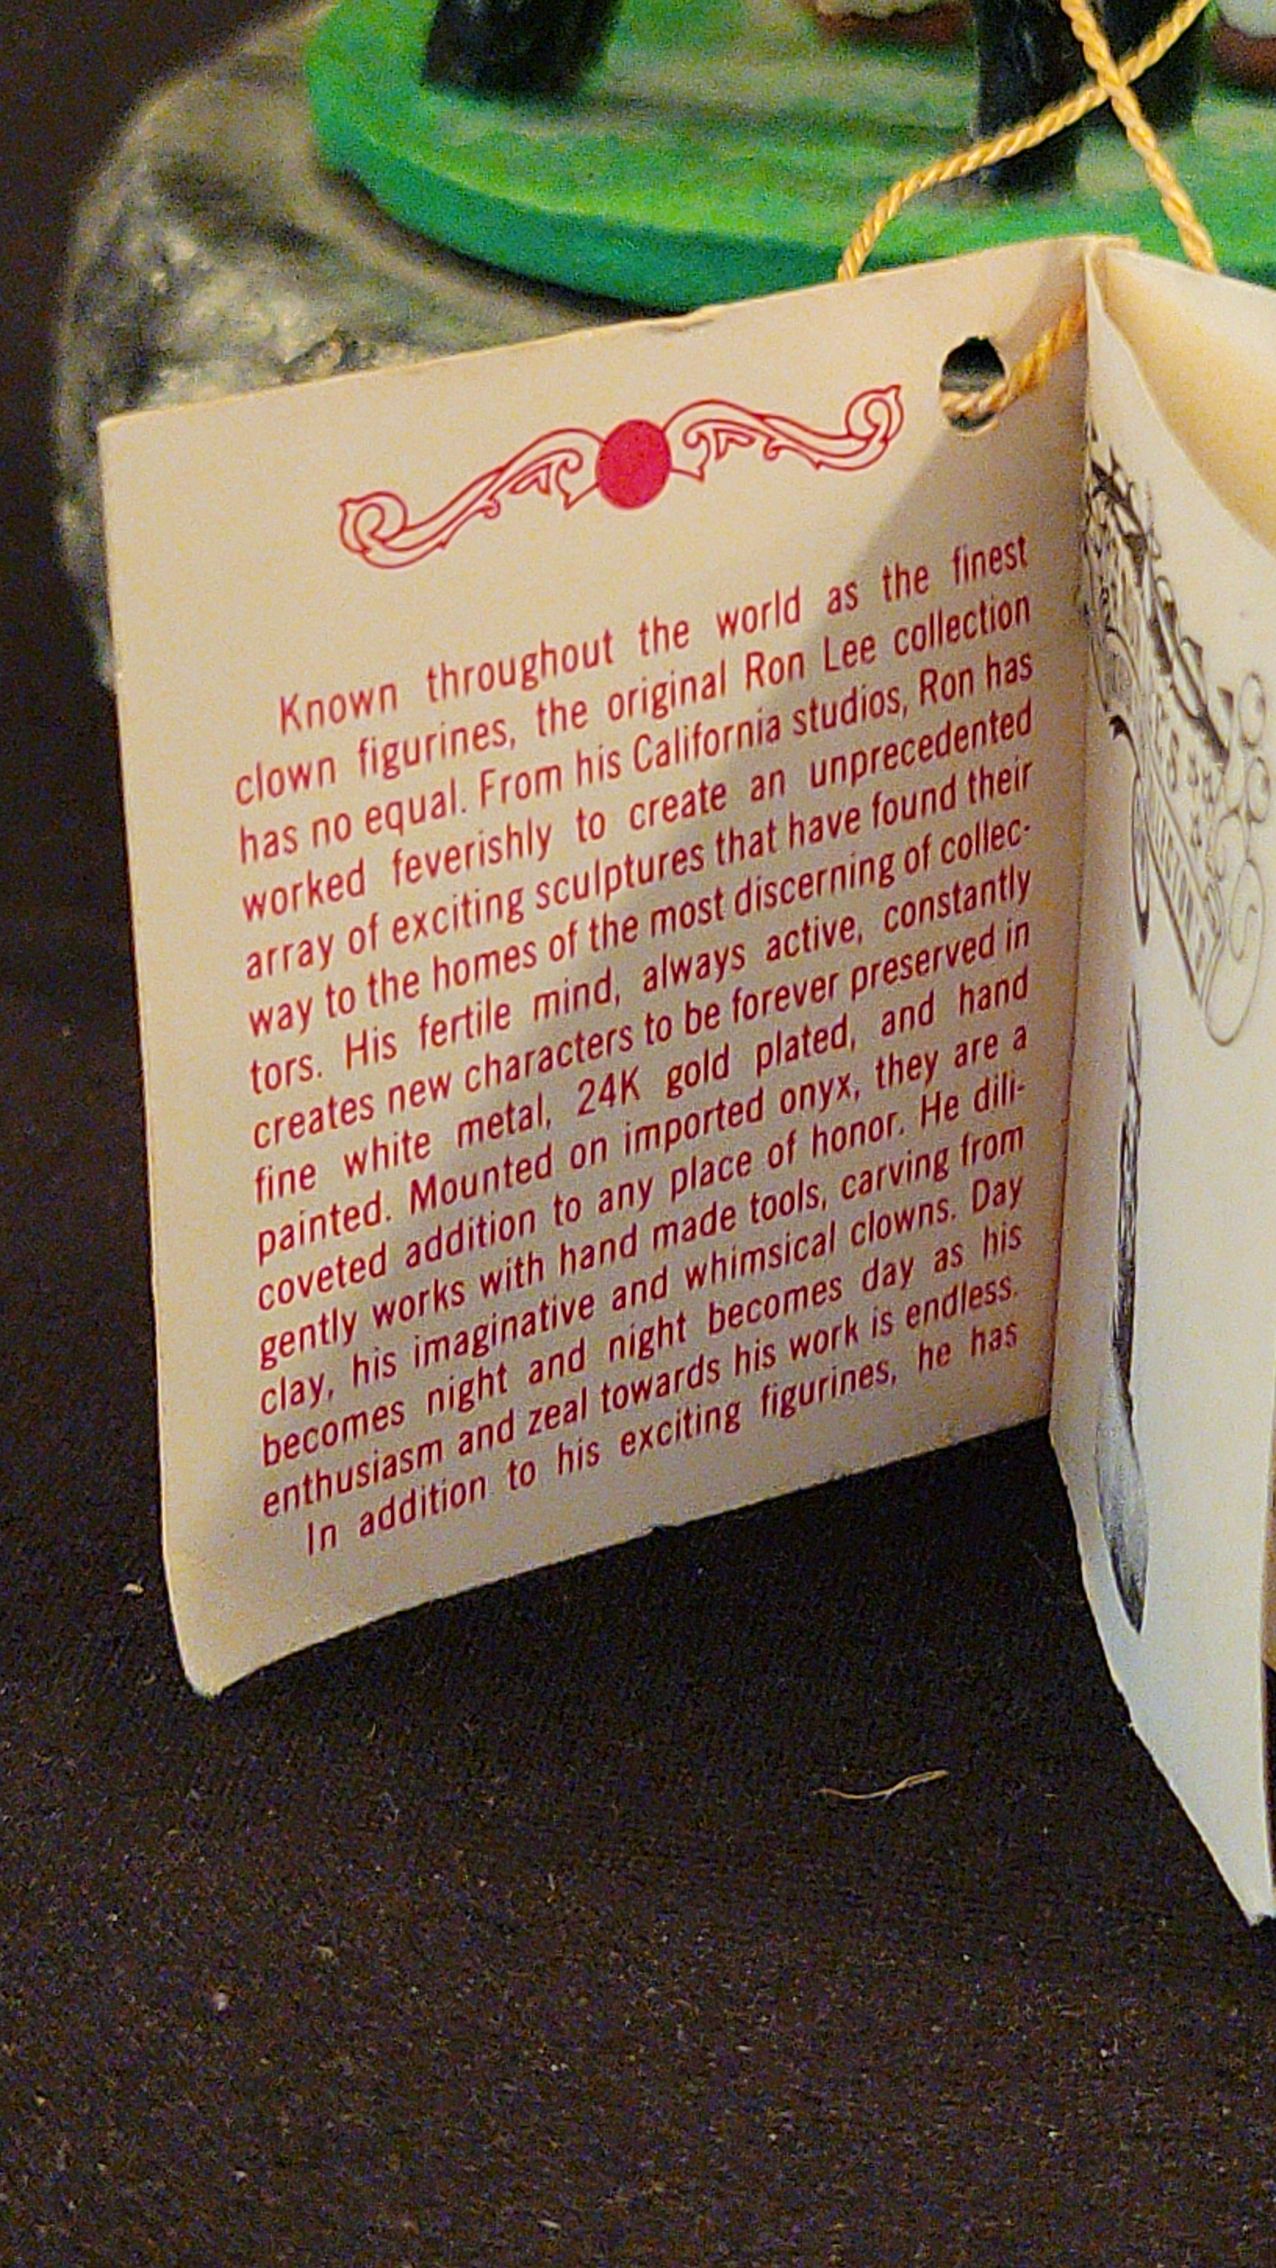 Known throughout the world as the finest
clown figurines, the original Ron Lee collection
has no equal. From his California studios, Ron has
worked feverishly to create an unprecedented
array of exciting sculptures that have found their
way to the homes of the most discerning of collec-
tors. His fertile mind, always active, constantly
creates new characters to be forever preserved in
fine white metal, 24K gold plated, and hand
painted. Mounted on imported onyx, they are a
coveted addition to any place of honor. He dili-
gently works with hand made tools, carving from
clay, his imaginative and whimsical clowns. Day
becomes night and night becomes day as his
enthusiasm and zeal towards his work is endless.
In addition to his exciting figurines, he has